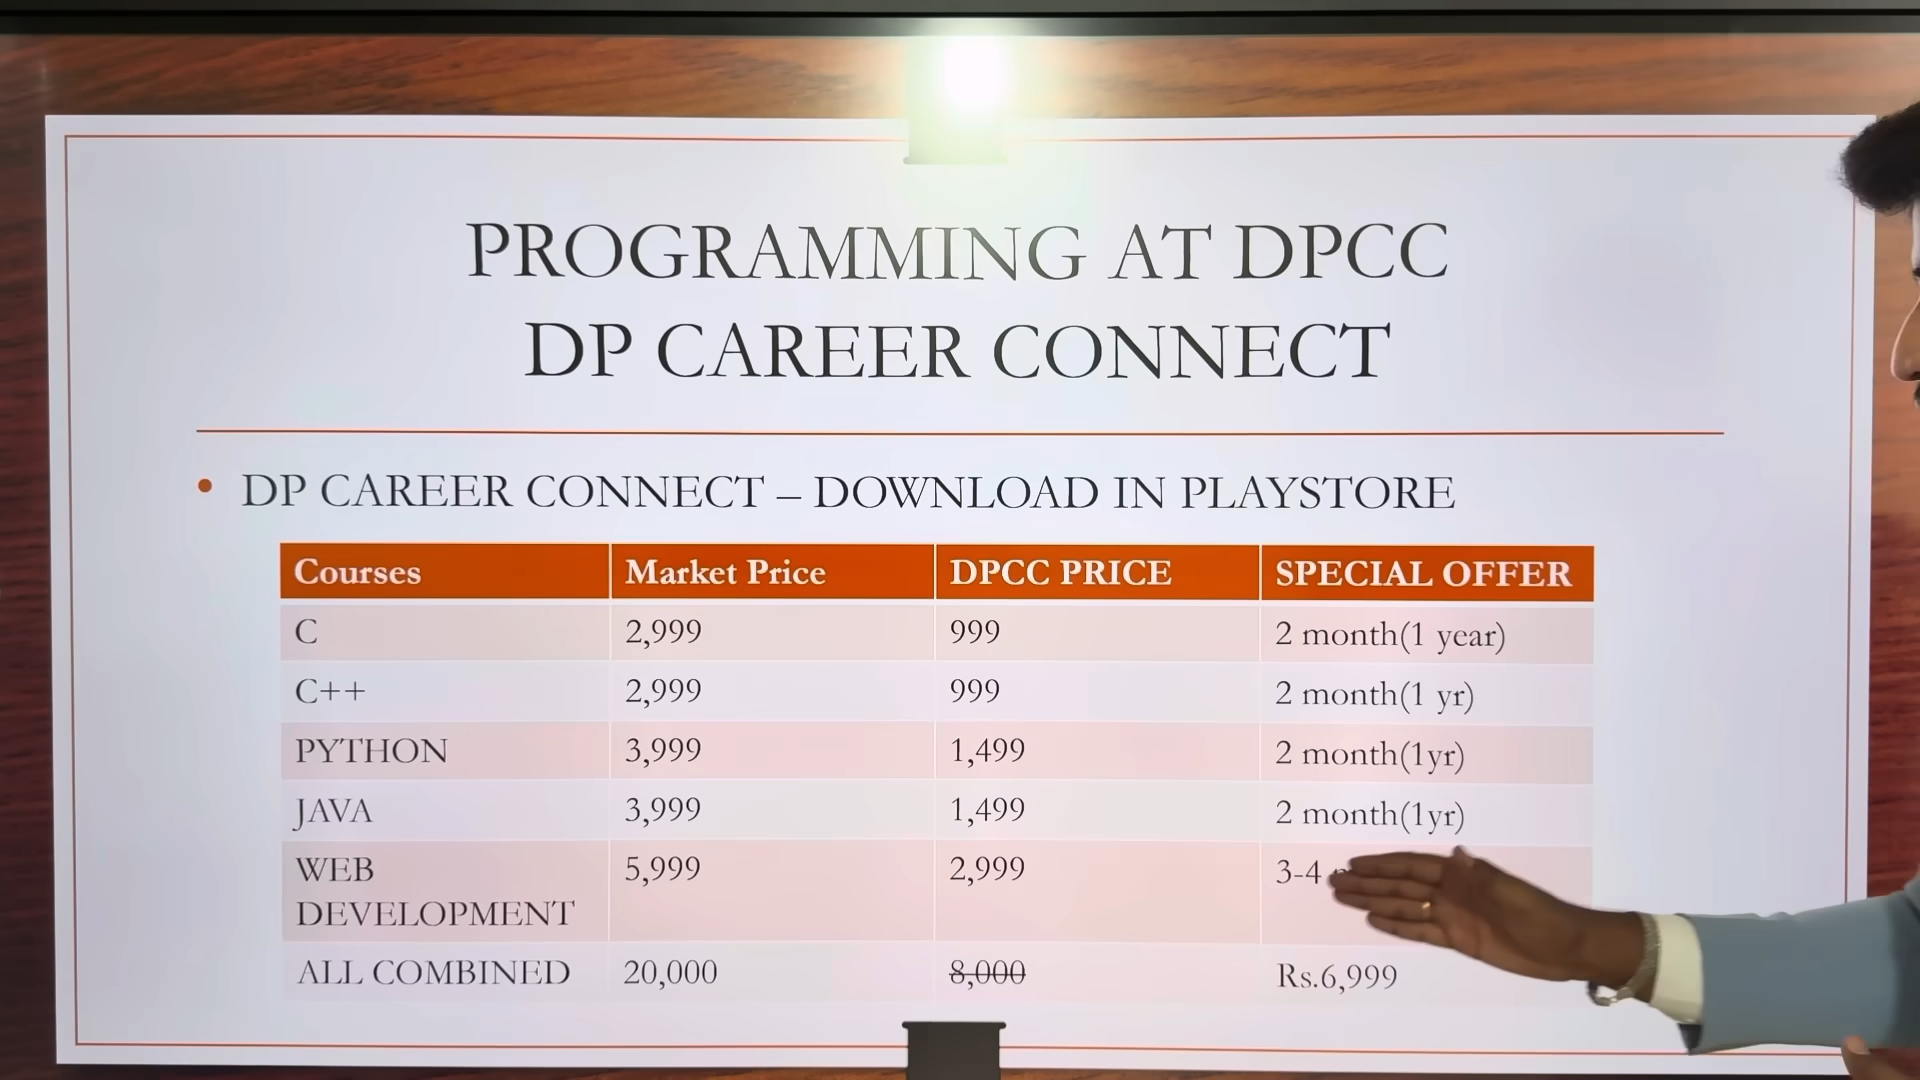 PROGRAMMING AT DPCC
DP CAREER CONNECT
• DP CAREER CONNECT – DOWNLOAD IN PLAYSTORE
Courses Market Price DPCC PRICE SPECIAL OFFER
C 2,999 999 2 month(1 year)
C++ 2,999 999 2 month(1 yr)
PYTHON 3,999 1,499 2 month(1yr)
JAVA 3,999 1,499 2 month(1yr)
WEB 5,999 2,999 3-4
DEVELOPMENT
ALL COMBINED 20,000 8,000 Rs.6,999